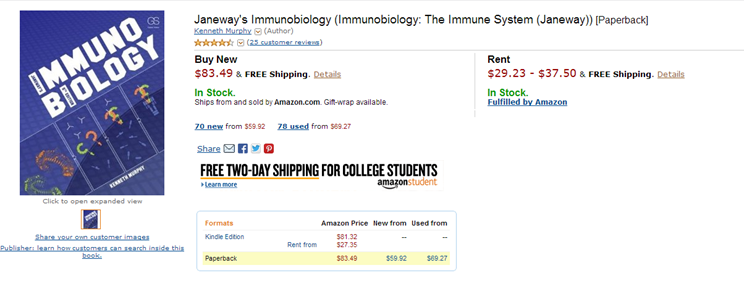 GS
JANEWAY'S
IMMUNO
BIOLOGY
KENNETH MURPHY
Click to open expanded view
Share your own customer images
Publisher: learn how customers can search inside this
book.
Janeway's Immunobiology (Immunobiology: The Immune System (Janeway)) [Paperback]
Kenneth Murphy (Author)
(25 customer reviews)
Buy New
$83.49 & FREE Shipping. Details
In Stock.
Ships from and sold by Amazon.com. Gift-wrap available.
Rent
$29.23 - $37.50 & FREE Shipping. Details
In Stock.
Fulfilled by Amazon
70 new from $59.92 78 used from $69.27
Share
FREE TWO-DAY SHIPPING FOR COLLEGE STUDENTS
Learn more
amazonstudent
Formats Amazon Price New from Used from
Kindle Edition $81.32 -- --
Rent from $27.35
Paperback $83.49 $59.92 $69.27